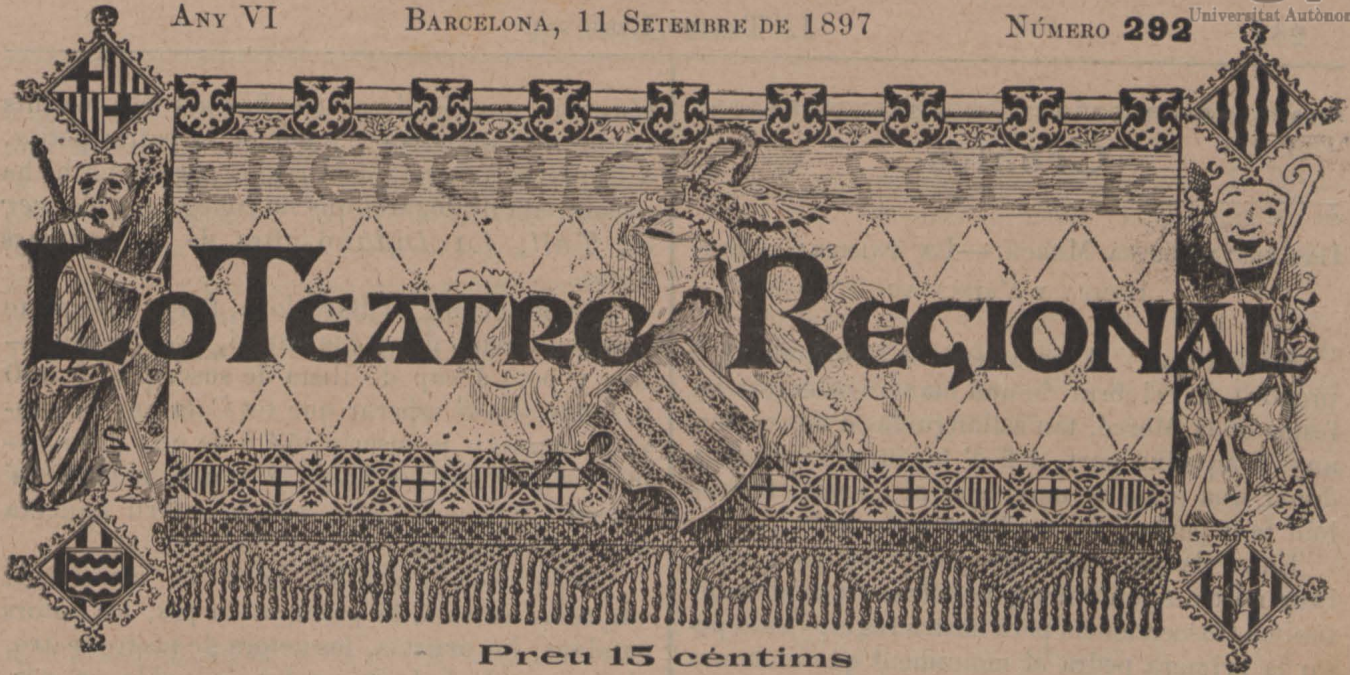 Universitat Autònom
ANY VI BARCELONA, 11 SETEMBRE DE 1897 NÚMERO 292
FREDERICH SOLER
LO TEATRO REGIONAL
Preu 15 céntims